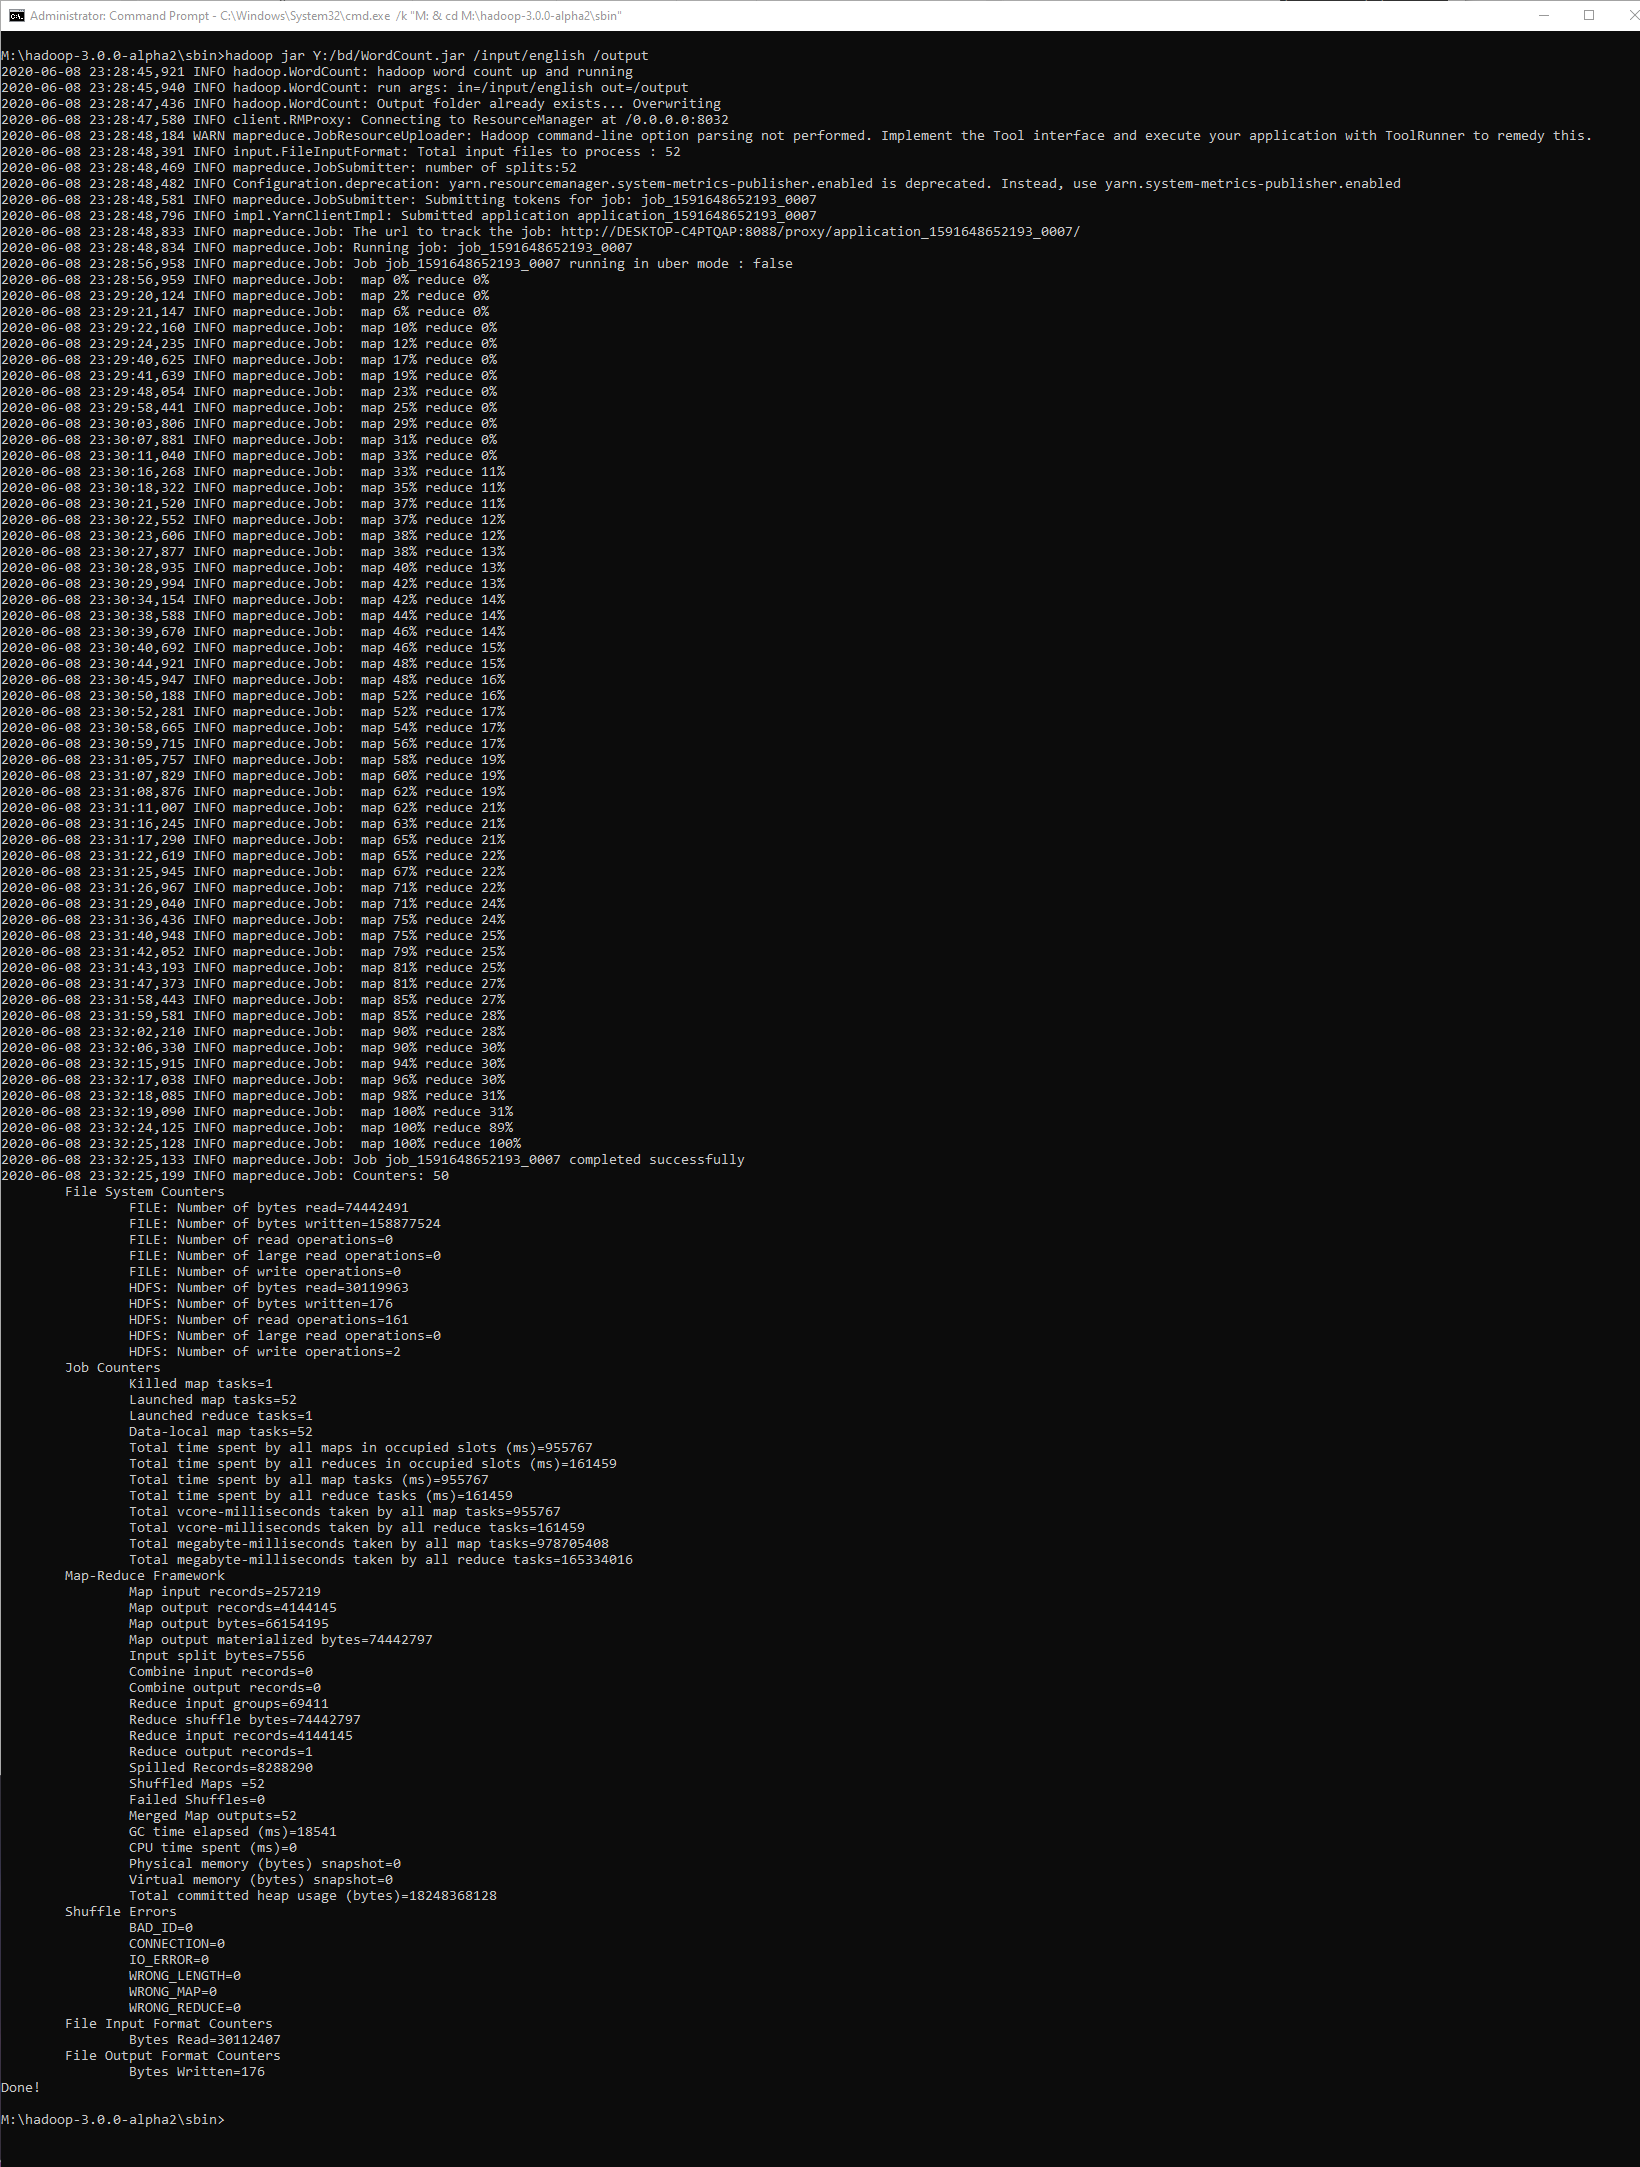 Administrator: Command Prompt - C:\Windows\System32\cmd.exe /k "M: & cd M:\hadoop-3.0.0-alpha2\sbin"
M:\hadoop-3.0.0-alpha2\sbin>hadoop jar Y:/bd/WordCount.jar /input/english /output
2020-06-08 23:28:45,921 INFO hadoop.WordCount: hadoop word count up and running
2020-06-08 23:28:45,940 INFO hadoop.WordCount: run args: in=/input/english out=/output
2020-06-08 23:28:47,436 INFO hadoop.WordCount: Output folder already exists... Overwriting
2020-06-08 23:28:47,580 INFO client.RMProxy: Connecting to ResourceManager at /0.0.0.0:8032
2020-06-08 23:28:48,184 WARN mapreduce.JobResourceUploader: Hadoop command-line option parsing not performed. Implement the Tool interface and execute your application with ToolRunner to remedy this.
2020-06-08 23:28:48,391 INFO input.FileInputFormat: Total input files to process : 52
2020-06-08 23:28:48,469 INFO mapreduce.JobSubmitter: number of splits:52
2020-06-08 23:28:48,482 INFO Configuration.deprecation: yarn.resourcemanager.system-metrics-publisher.enabled is deprecated. Instead, use yarn.system-metrics-publisher.enabled
2020-06-08 23:28:48,581 INFO mapreduce.JobSubmitter: Submitting tokens for job: job_1591648652193_0007
2020-06-08 23:28:48,796 INFO impl.YarnClientImpl: Submitted application application_1591648652193_0007
2020-06-08 23:28:48,833 INFO mapreduce.Job: The url to track the job: http://DESKTOP-C4PTQAP:8088/proxy/application_1591648652193_0007/
2020-06-08 23:28:48,834 INFO mapreduce.Job: Running job: job_1591648652193_0007
2020-06-08 23:28:56,958 INFO mapreduce.Job: Job job_1591648652193_0007 running in uber mode : false
2020-06-08 23:28:56,959 INFO mapreduce.Job:  map 0% reduce 0%
2020-06-08 23:29:20,124 INFO mapreduce.Job:  map 2% reduce 0%
2020-06-08 23:29:21,147 INFO mapreduce.Job:  map 6% reduce 0%
2020-06-08 23:29:22,160 INFO mapreduce.Job:  map 10% reduce 0%
2020-06-08 23:29:24,235 INFO mapreduce.Job:  map 12% reduce 0%
2020-06-08 23:29:40,625 INFO mapreduce.Job:  map 17% reduce 0%
2020-06-08 23:29:41,639 INFO mapreduce.Job:  map 19% reduce 0%
2020-06-08 23:29:48,054 INFO mapreduce.Job:  map 23% reduce 0%
2020-06-08 23:29:58,441 INFO mapreduce.Job:  map 25% reduce 0%
2020-06-08 23:30:03,806 INFO mapreduce.Job:  map 29% reduce 0%
2020-06-08 23:30:07,881 INFO mapreduce.Job:  map 31% reduce 0%
2020-06-08 23:30:11,040 INFO mapreduce.Job:  map 33% reduce 0%
2020-06-08 23:30:16,268 INFO mapreduce.Job:  map 33% reduce 11%
2020-06-08 23:30:18,322 INFO mapreduce.Job:  map 35% reduce 11%
2020-06-08 23:30:21,520 INFO mapreduce.Job:  map 37% reduce 11%
2020-06-08 23:30:22,552 INFO mapreduce.Job:  map 37% reduce 12%
2020-06-08 23:30:23,606 INFO mapreduce.Job:  map 38% reduce 12%
2020-06-08 23:30:27,877 INFO mapreduce.Job:  map 38% reduce 13%
2020-06-08 23:30:28,935 INFO mapreduce.Job:  map 40% reduce 13%
2020-06-08 23:30:29,994 INFO mapreduce.Job:  map 42% reduce 13%
2020-06-08 23:30:34,154 INFO mapreduce.Job:  map 42% reduce 14%
2020-06-08 23:30:38,588 INFO mapreduce.Job:  map 44% reduce 14%
2020-06-08 23:30:39,670 INFO mapreduce.Job:  map 46% reduce 14%
2020-06-08 23:30:40,692 INFO mapreduce.Job:  map 46% reduce 15%
2020-06-08 23:30:44,921 INFO mapreduce.Job:  map 48% reduce 15%
2020-06-08 23:30:45,947 INFO mapreduce.Job:  map 48% reduce 16%
2020-06-08 23:30:50,188 INFO mapreduce.Job:  map 52% reduce 16%
2020-06-08 23:30:52,281 INFO mapreduce.Job:  map 52% reduce 17%
2020-06-08 23:30:58,665 INFO mapreduce.Job:  map 54% reduce 17%
2020-06-08 23:30:59,715 INFO mapreduce.Job:  map 56% reduce 17%
2020-06-08 23:31:05,757 INFO mapreduce.Job:  map 58% reduce 19%
2020-06-08 23:31:07,829 INFO mapreduce.Job:  map 60% reduce 19%
2020-06-08 23:31:08,876 INFO mapreduce.Job:  map 62% reduce 19%
2020-06-08 23:31:11,007 INFO mapreduce.Job:  map 62% reduce 21%
2020-06-08 23:31:16,245 INFO mapreduce.Job:  map 63% reduce 21%
2020-06-08 23:31:17,290 INFO mapreduce.Job:  map 65% reduce 21%
2020-06-08 23:31:22,619 INFO mapreduce.Job:  map 65% reduce 22%
2020-06-08 23:31:25,945 INFO mapreduce.Job:  map 67% reduce 22%
2020-06-08 23:31:26,967 INFO mapreduce.Job:  map 71% reduce 22%
2020-06-08 23:31:29,040 INFO mapreduce.Job:  map 71% reduce 24%
2020-06-08 23:31:36,436 INFO mapreduce.Job:  map 75% reduce 24%
2020-06-08 23:31:40,948 INFO mapreduce.Job:  map 75% reduce 25%
2020-06-08 23:31:42,052 INFO mapreduce.Job:  map 79% reduce 25%
2020-06-08 23:31:43,193 INFO mapreduce.Job:  map 81% reduce 25%
2020-06-08 23:31:47,373 INFO mapreduce.Job:  map 81% reduce 27%
2020-06-08 23:31:58,443 INFO mapreduce.Job:  map 85% reduce 27%
2020-06-08 23:31:59,581 INFO mapreduce.Job:  map 85% reduce 28%
2020-06-08 23:32:02,210 INFO mapreduce.Job:  map 90% reduce 28%
2020-06-08 23:32:06,330 INFO mapreduce.Job:  map 90% reduce 30%
2020-06-08 23:32:15,915 INFO mapreduce.Job:  map 94% reduce 30%
2020-06-08 23:32:17,038 INFO mapreduce.Job:  map 96% reduce 30%
2020-06-08 23:32:18,085 INFO mapreduce.Job:  map 98% reduce 31%
2020-06-08 23:32:19,090 INFO mapreduce.Job:  map 100% reduce 31%
2020-06-08 23:32:24,125 INFO mapreduce.Job:  map 100% reduce 89%
2020-06-08 23:32:25,128 INFO mapreduce.Job:  map 100% reduce 100%
2020-06-08 23:32:25,133 INFO mapreduce.Job: Job job_1591648652193_0007 completed successfully
2020-06-08 23:32:25,199 INFO mapreduce.Job: Counters: 50
File System Counters
FILE: Number of bytes read=74442491
FILE: Number of bytes written=158877524
FILE: Number of read operations=0
FILE: Number of large read operations=0
FILE: Number of write operations=0
HDFS: Number of bytes read=30119963
HDFS: Number of bytes written=176
HDFS: Number of read operations=161
HDFS: Number of large read operations=0
HDFS: Number of write operations=2
Job Counters
Killed map tasks=1
Launched map tasks=52
Launched reduce tasks=1
Data-local map tasks=52
Total time spent by all maps in occupied slots (ms)=955767
Total time spent by all reduces in occupied slots (ms)=161459
Total time spent by all map tasks (ms)=955767
Total time spent by all reduce tasks (ms)=161459
Total vcore-milliseconds taken by all map tasks=955767
Total vcore-milliseconds taken by all reduce tasks=161459
Total megabyte-milliseconds taken by all map tasks=978705408
Total megabyte-milliseconds taken by all reduce tasks=165334016
Map-Reduce Framework
Map input records=257219
Map output records=4144145
Map output bytes=66154195
Map output materialized bytes=74442797
Input split bytes=7556
Combine input records=0
Combine output records=0
Reduce input groups=69411
Reduce shuffle bytes=74442797
Reduce input records=4144145
Reduce output records=1
Spilled Records=8288290
Shuffled Maps =52
Failed Shuffles=0
Merged Map outputs=52
GC time elapsed (ms)=18541
CPU time spent (ms)=0
Physical memory (bytes) snapshot=0
Virtual memory (bytes) snapshot=0
Total committed heap usage (bytes)=18248368128
Shuffle Errors
BAD_ID=0
CONNECTION=0
IO_ERROR=0
WRONG_LENGTH=0
WRONG_MAP=0
WRONG_REDUCE=0
File Input Format Counters
Bytes Read=30112407
File Output Format Counters
Bytes Written=176
Done!
M:\hadoop-3.0.0-alpha2\sbin>